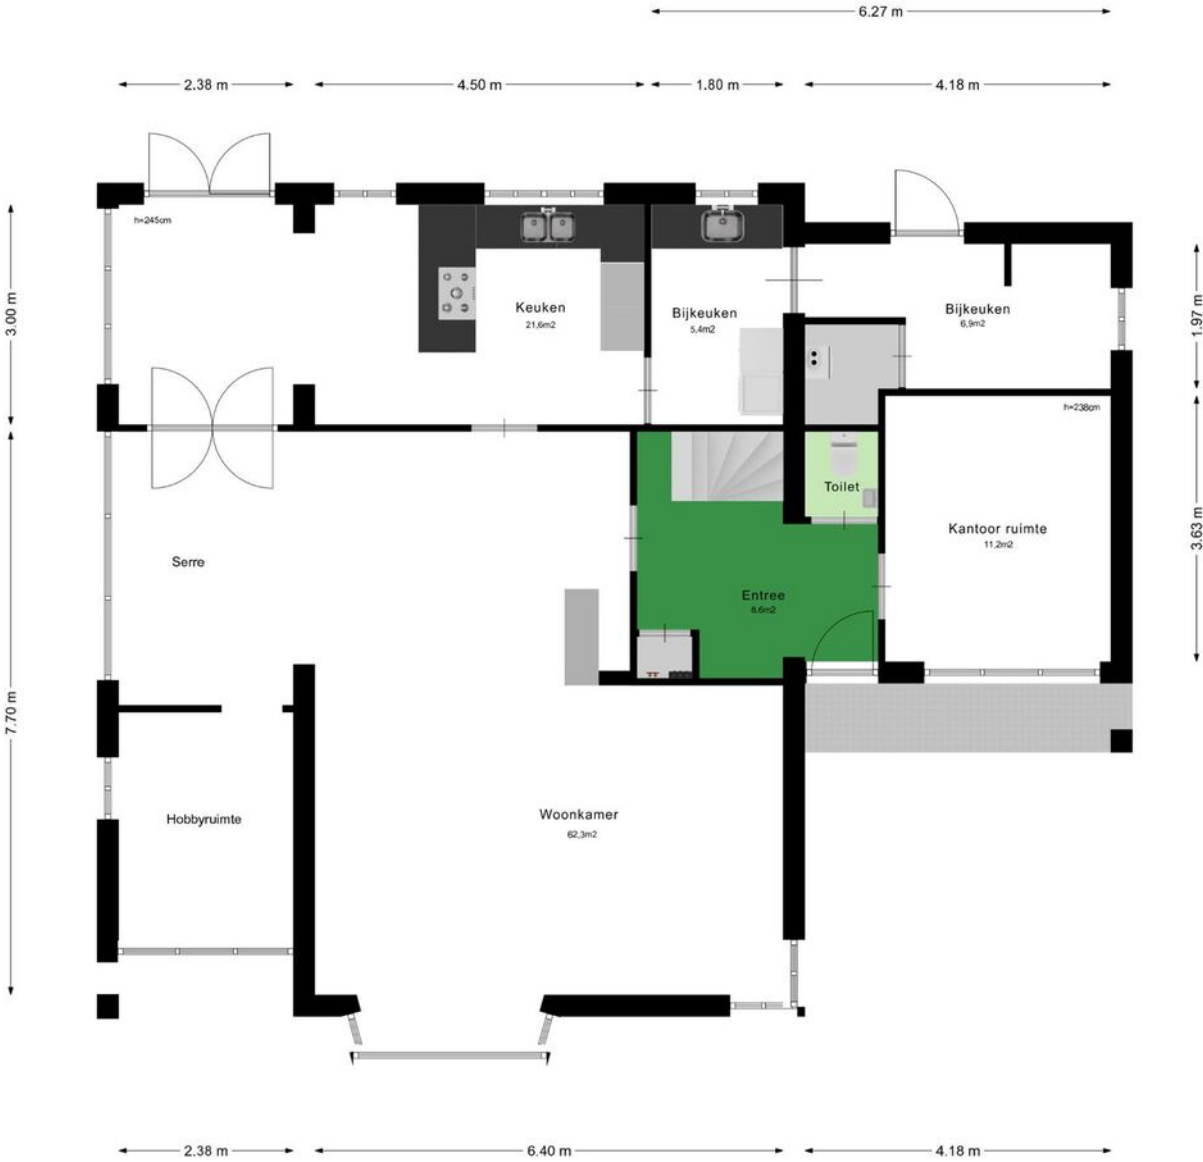 6.27 m
2.38 m
4.50 m
1.80 m
4.18 m
h=245cm
3.00 m
Keuken
21,6m2
Bijkeuken
5,4m2
Bijkeuken
6,9m2
1.97 m
h=238cm
Toilet
Kantoor ruimte
11,2m2
3.63 m
Serre
Entree
8,6m2
7.70 m
Hobbyruimte
Woonkamer
62,3m2
2.38 m
6.40 m
4.18 m